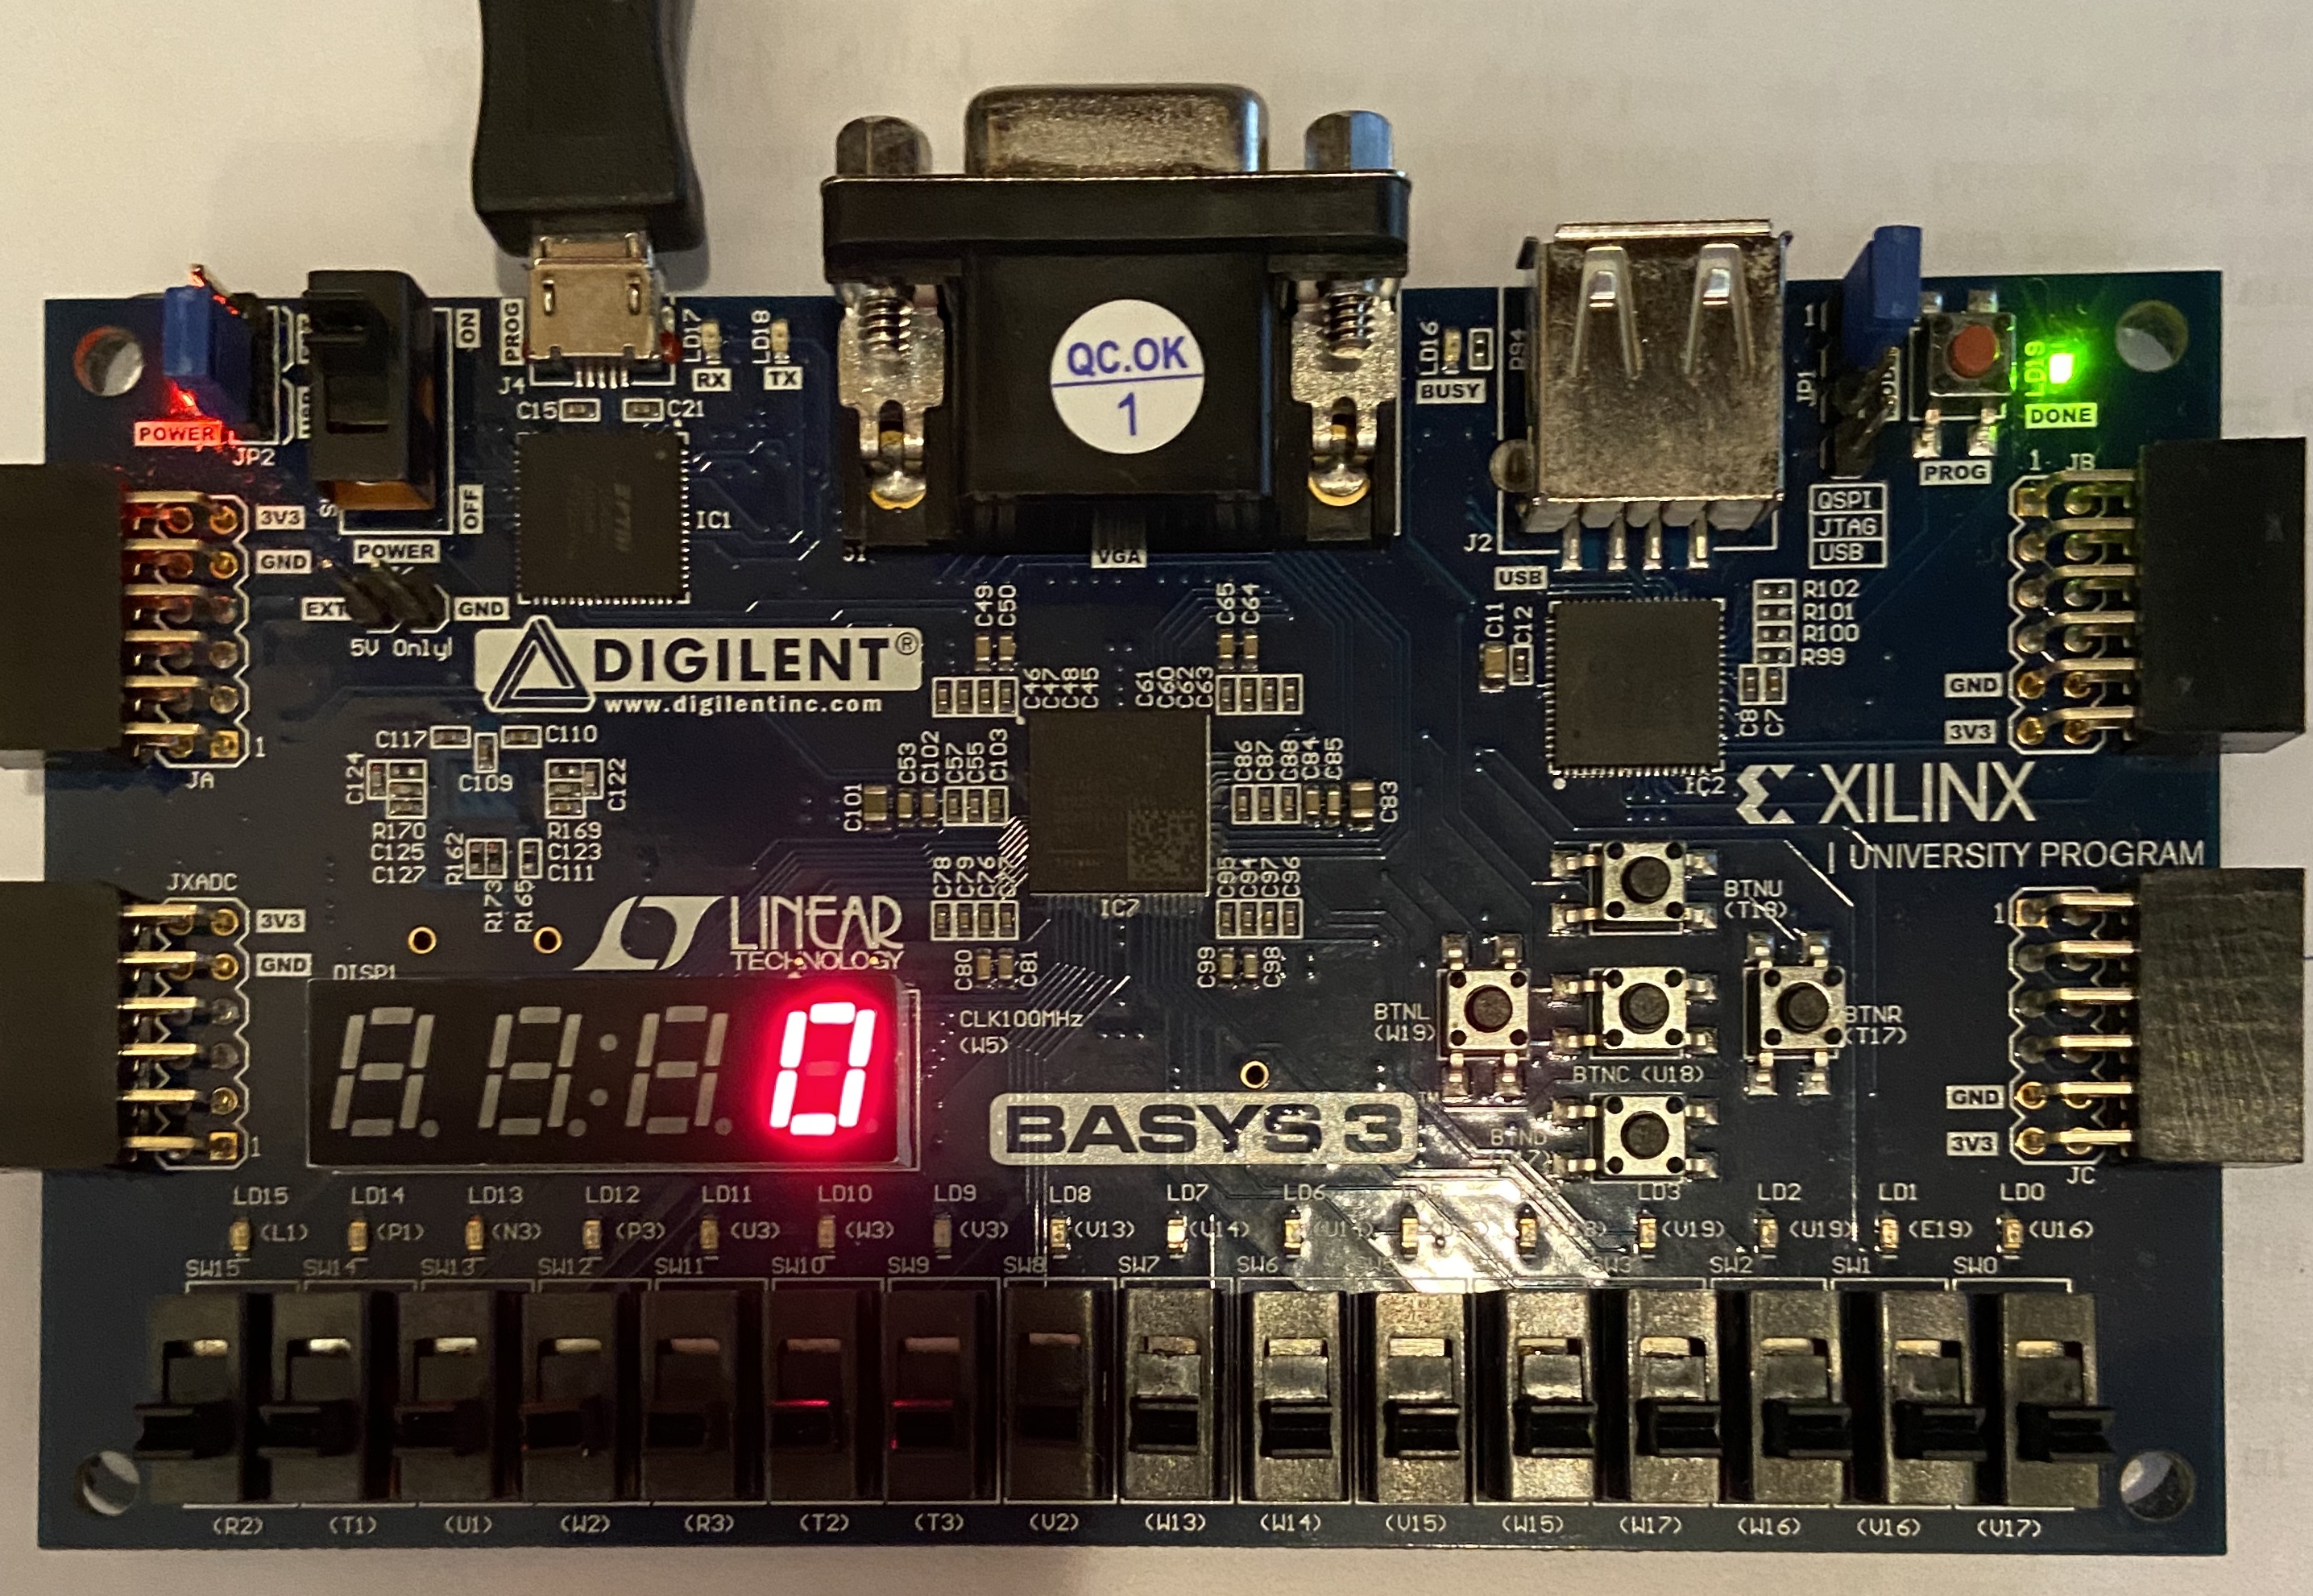 PROG
ON
LD17
LD18
RX
TX
J4
C15
C21
POWER
JP2
OFF
3V3
GND
POWER
EXT
GND
5V Only!
IC1
QC.OK
1
VGA
LD16
BUSY
R94
J2
USB
1
JP1
LD19
DONE
PROG
QSPI
JTAG
USB
1
JB
C49
C50
C65
C64
C11
C12
R102
R101
R100
R99
GND
3V3
C8
C7
IC2
DIGILENT®
www.digilentinc.com
C46
C47
C48
C45
C61
C60
C62
C63
1
JA
C117
C110
C109
C124
C122
R170
C125
C127
R162
R173
R165
R169
C123
C111
C101
C53
C102
C57
C55
C103
C86
C87
C88
C84
C85
C83
XILINX
| UNIVERSITY PROGRAM
C78
C79
C76
C77
IC7
C95
C94
C97
C96
C80
C81
C99
C98
JXADC
3V3
GND
1
LINEAR
TECHNOLOGY
DISP1
0
CLK100MHz
(W5)
BASYS 3
BTNU
(T18)
BTNL
(W19)
BTNR
(T17)
BTNC (U18)
BTND
1
GND
3V3
JC
LD15 LD14 LD13 LD12 LD11 LD10 LD9 LD8 LD7 LD6 LD3 LD2 LD1 LD0
(L1) (P1) (N3) (P3) (U3) (W3) (V3) (V13) (V14) (V19) (U19) (E19) (U16)
SW15 SW14 SW13 SW12 SW11 SW10 SW9 SW8 SW7 SW6 SW3 SW2 SW1 SW0
(R2) (T1) (U1) (W2) (R3) (T2) (T3) (V2) (W13) (W14) (V15) (W15) (W17) (W16) (V16) (V17)